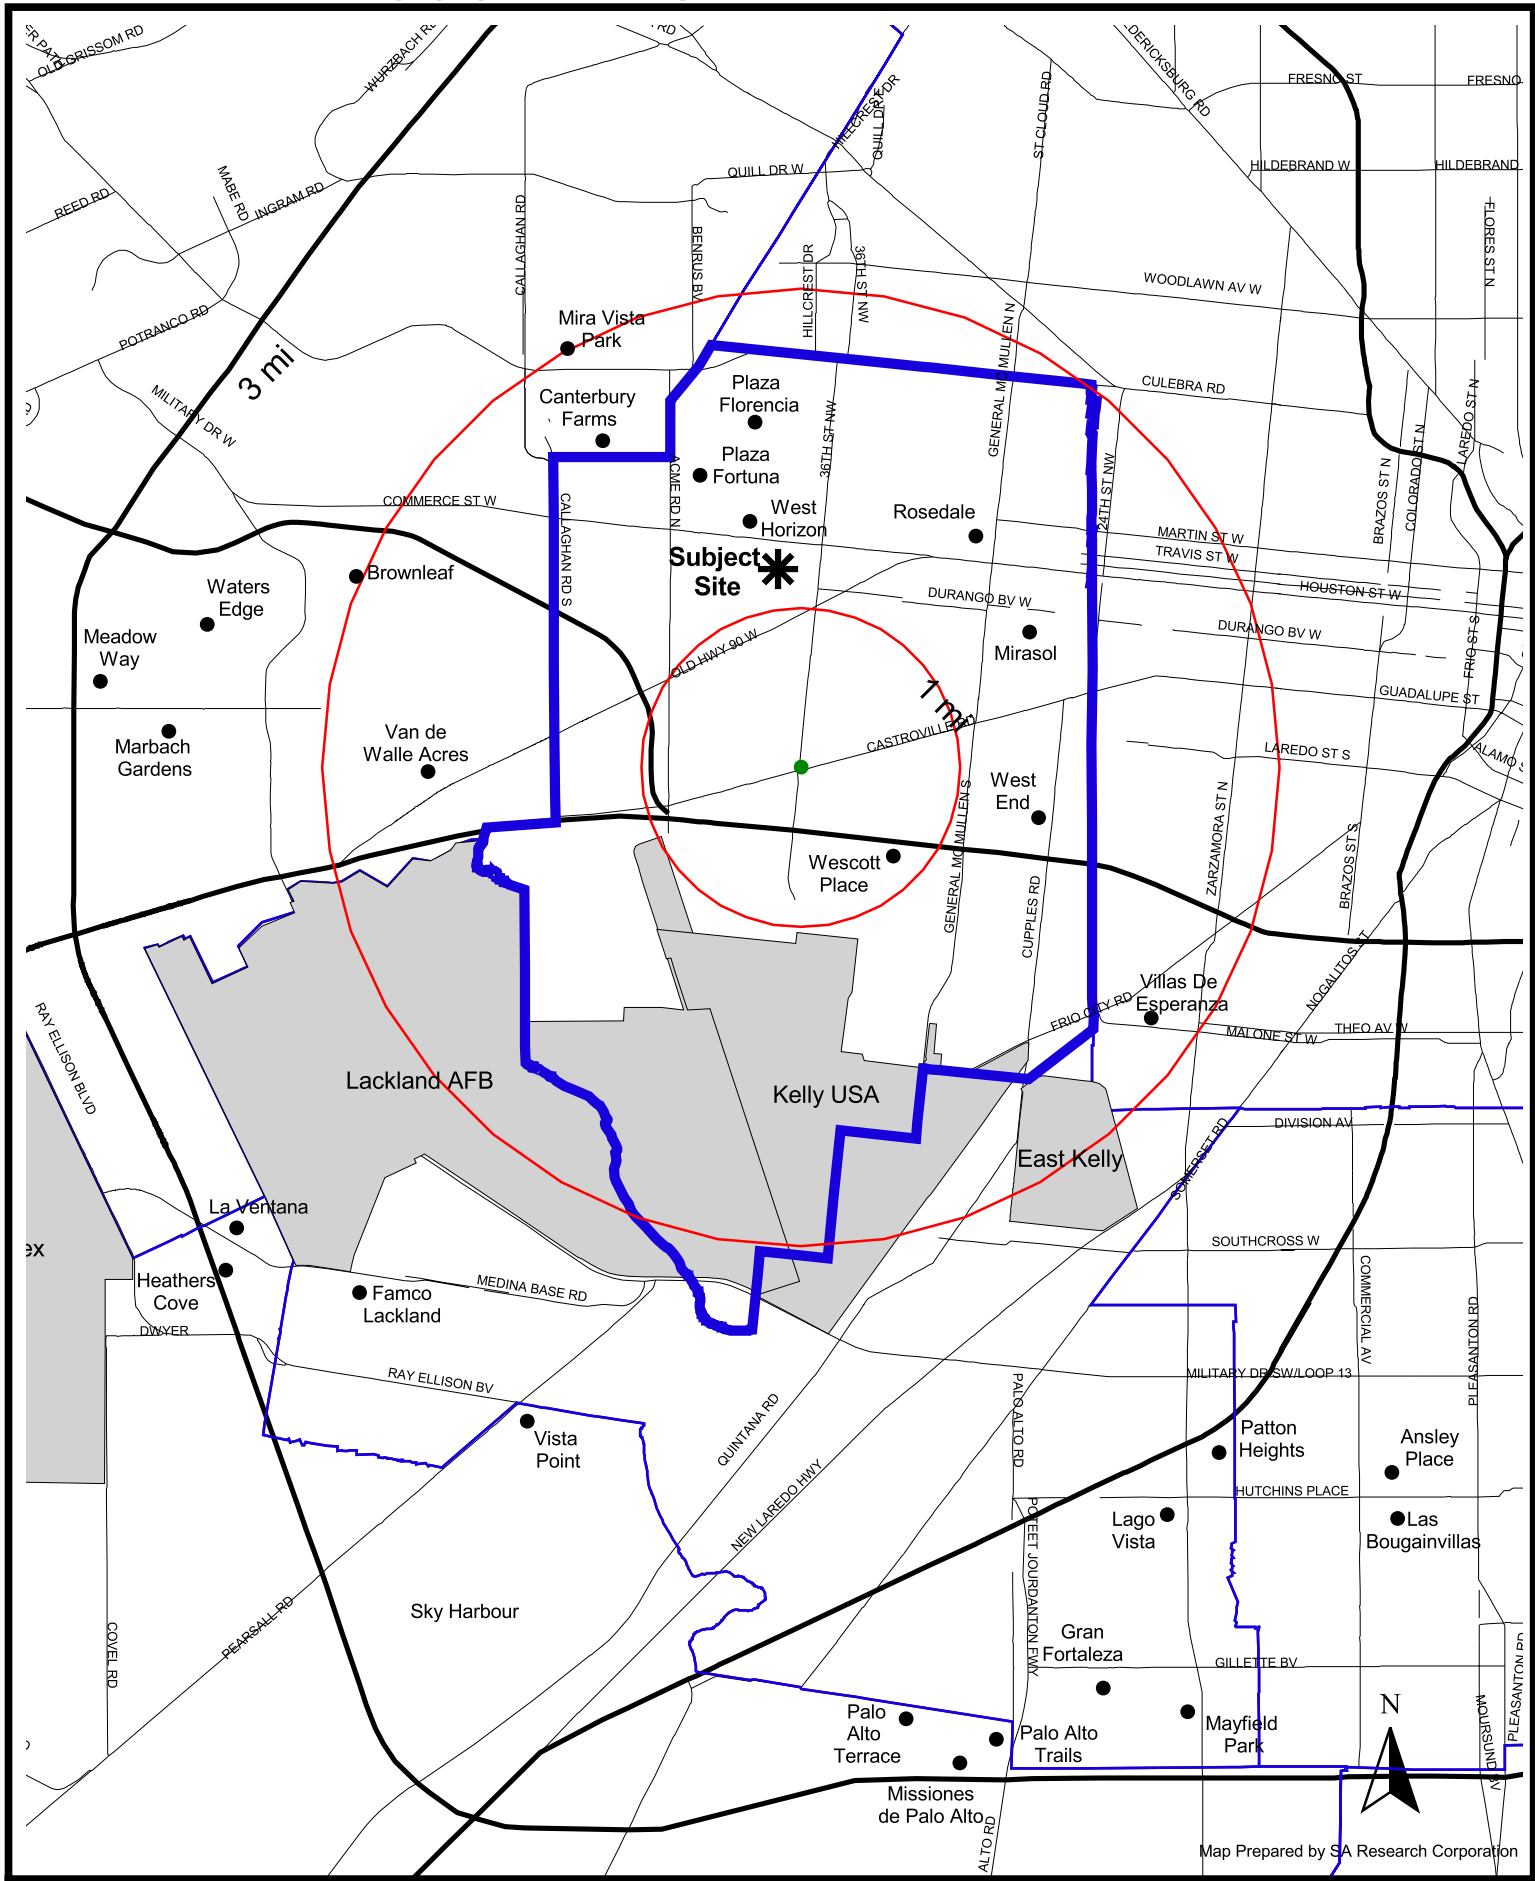 OLD GRISSOM RD
WURZBACH RD
RD
FRESNO ST
FRESNO
HILLCREST DR
QUILL DR E
ST CLOUD RD
QUILL DR W
HILDEBRAND W
HILDEBRAND
REED RD
MABE RD
INGRAM RD
CALLAGHAN RD
BENRUS BV
HILLCREST DR
36TH ST NW
FLORES ST N
WOODLAWN AV W
POTRANCO RD
3 mi
Mira Vista
Park
GENERAL MC MULLEN N
CULEBRA RD
MILITARY DR W
Canterbury
Farms
Plaza
Florencia
36TH ST NW
LAREDO ST N
COLORADO ST N
BRAZOS ST N
Plaza
Fortuna
ACME RD N
COMMERCE ST W
CALLAGHAN RD S
West
Horizon
Rosedale
24TH ST NW
MARTIN ST W
TRAVIS ST W
HOUSTON ST W
Subject
Site
Brownleaf
Waters
Edge
DURANGO BV W
DURANGO BV W
Mirasol
FRIO ST S
Meadow
Way
OLD HWY 90 W
1 mi
GUADALUPE ST
Marbach
Gardens
Van de
Walle Acres
CASTROVILLE RD
LAREDO ST S
ALAMO S
West
End
GENERAL MC MULLEN S
ZARZAMORA ST N
BRAZOS ST S
Wescott
Place
CUPPLES RD
NOGALITOS ST
Villas De
Esperanza
FRIO CITY RD
MALONE ST W
THEO AV W
RAY ELLISON BLVD
Lackland AFB
Kelly USA
East Kelly
DIVISION AV
SOMERSET RD
La Ventana
SOUTHCROSS W
ex
Heathers
Cove
Famco
Lackland
MEDINA BASE RD
COMMERCIAL AV
PLEASANTON RD
DWYER
RAY ELLISON BV
MILITARY DR SW/LOOP 13
PALO ALTO RD
QUINTANA RD
Vista
Point
Patton
Heights
Ansley
Place
NEW LAREDO HWY
HUTCHINS PLACE
Lago
Vista
Las
Bougainvillas
POTEET JOURDANTON FWY
Sky Harbour
PEARSALL RD
COVEL RD
Gran
Fortaleza
GILLETTE BV
PLEASANTON RD
MOURSUND BV
N
Palo
Alto
Terrace
Palo Alto
Trails
Mayfield
Park
Missiones
de Palo Alto
ALTO RD
Map Prepared by SA Research Corporation